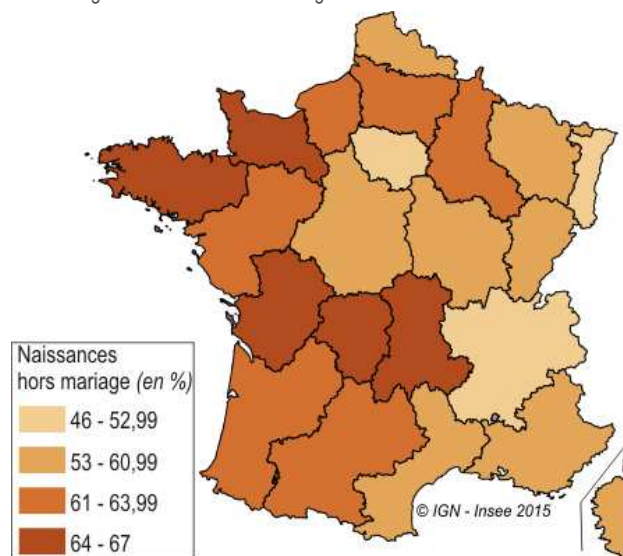 Naissances
hors mariage (en %)
46 - 52,99
53 - 60,99
61 - 63,99
64 - 67
© IGN - Insee 2015